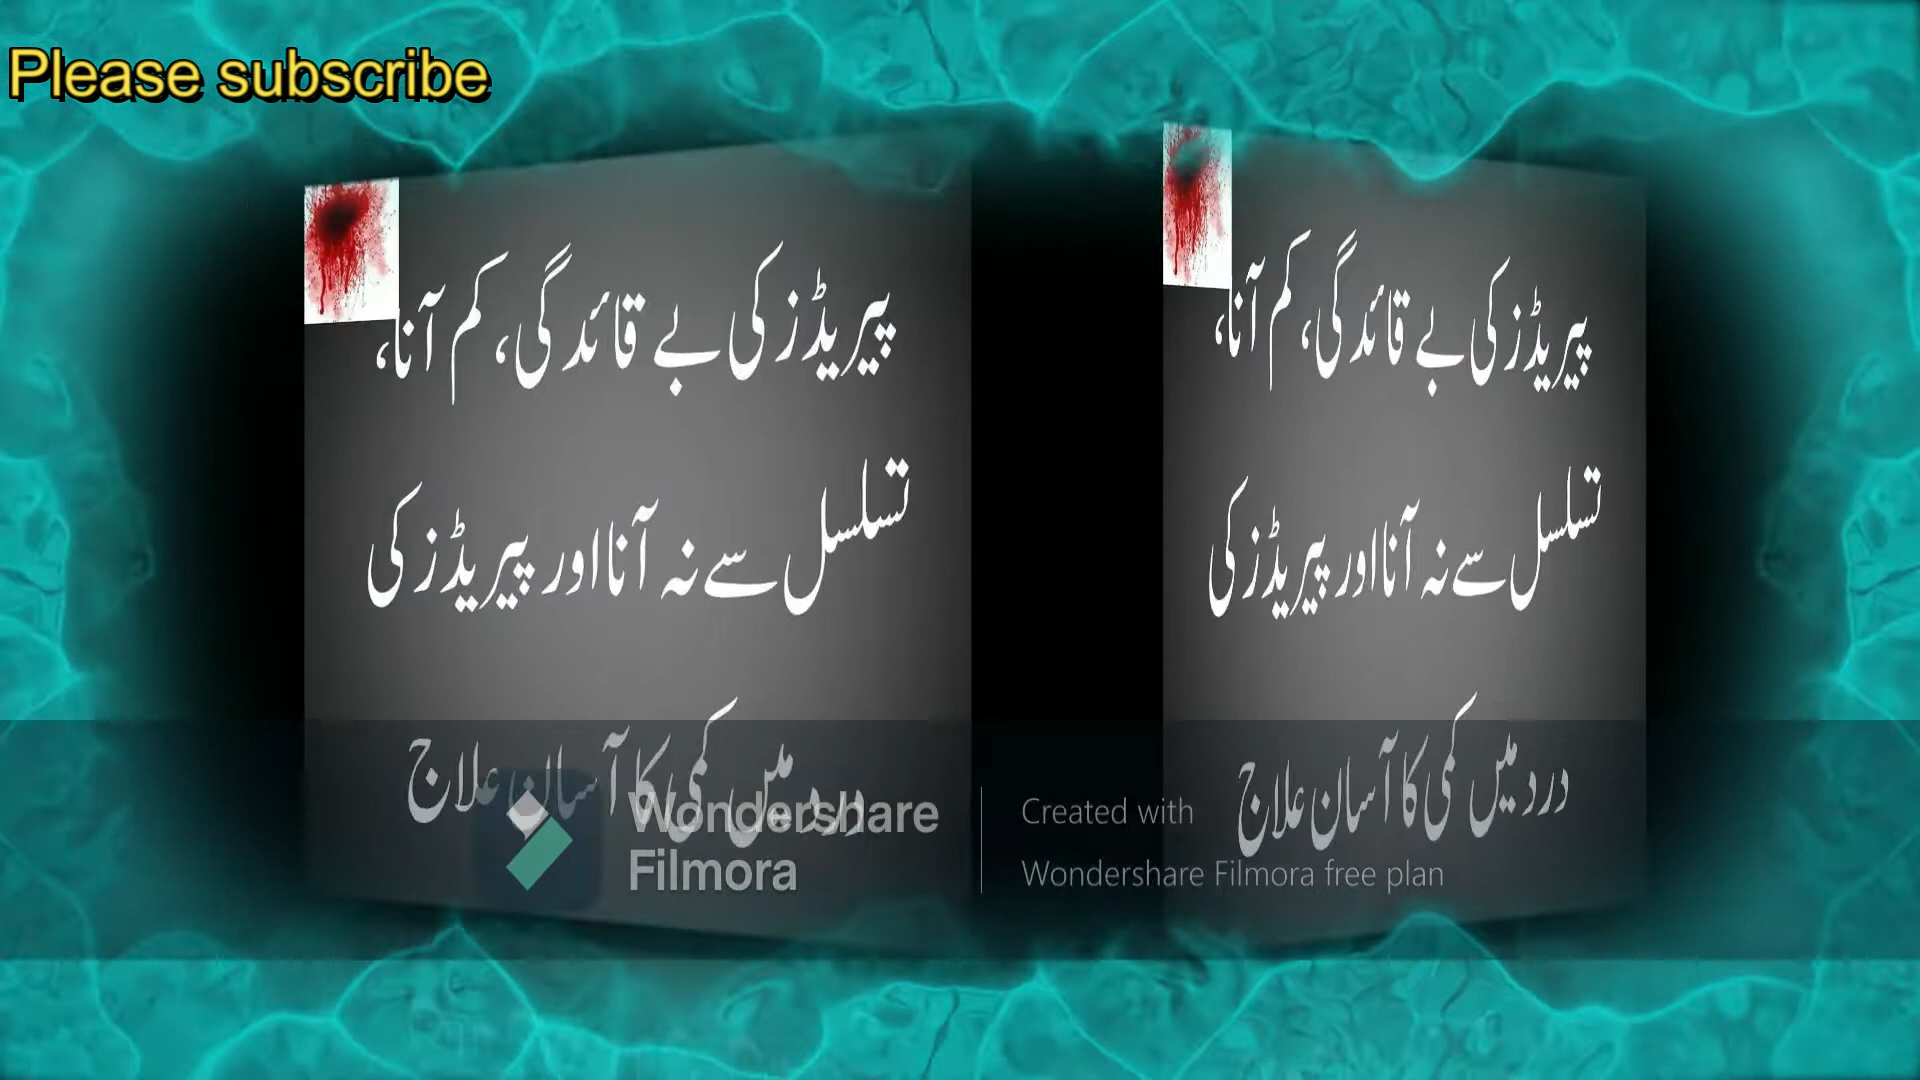 Please subscribe
پیریڈز کی بے قائدگی، کم آنا،
تسلسل سے نہ آنا اور پیریڈز کی
درد میں کمی کا آسان علاج
پیریڈز کی بے قائدگی، کم آنا،
تسلسل سے نہ آنا اور پیریڈز کی
درد میں کمی کا آسان علاج
Wondershare
Filmora
Created with
Wondershare Filmora free plan